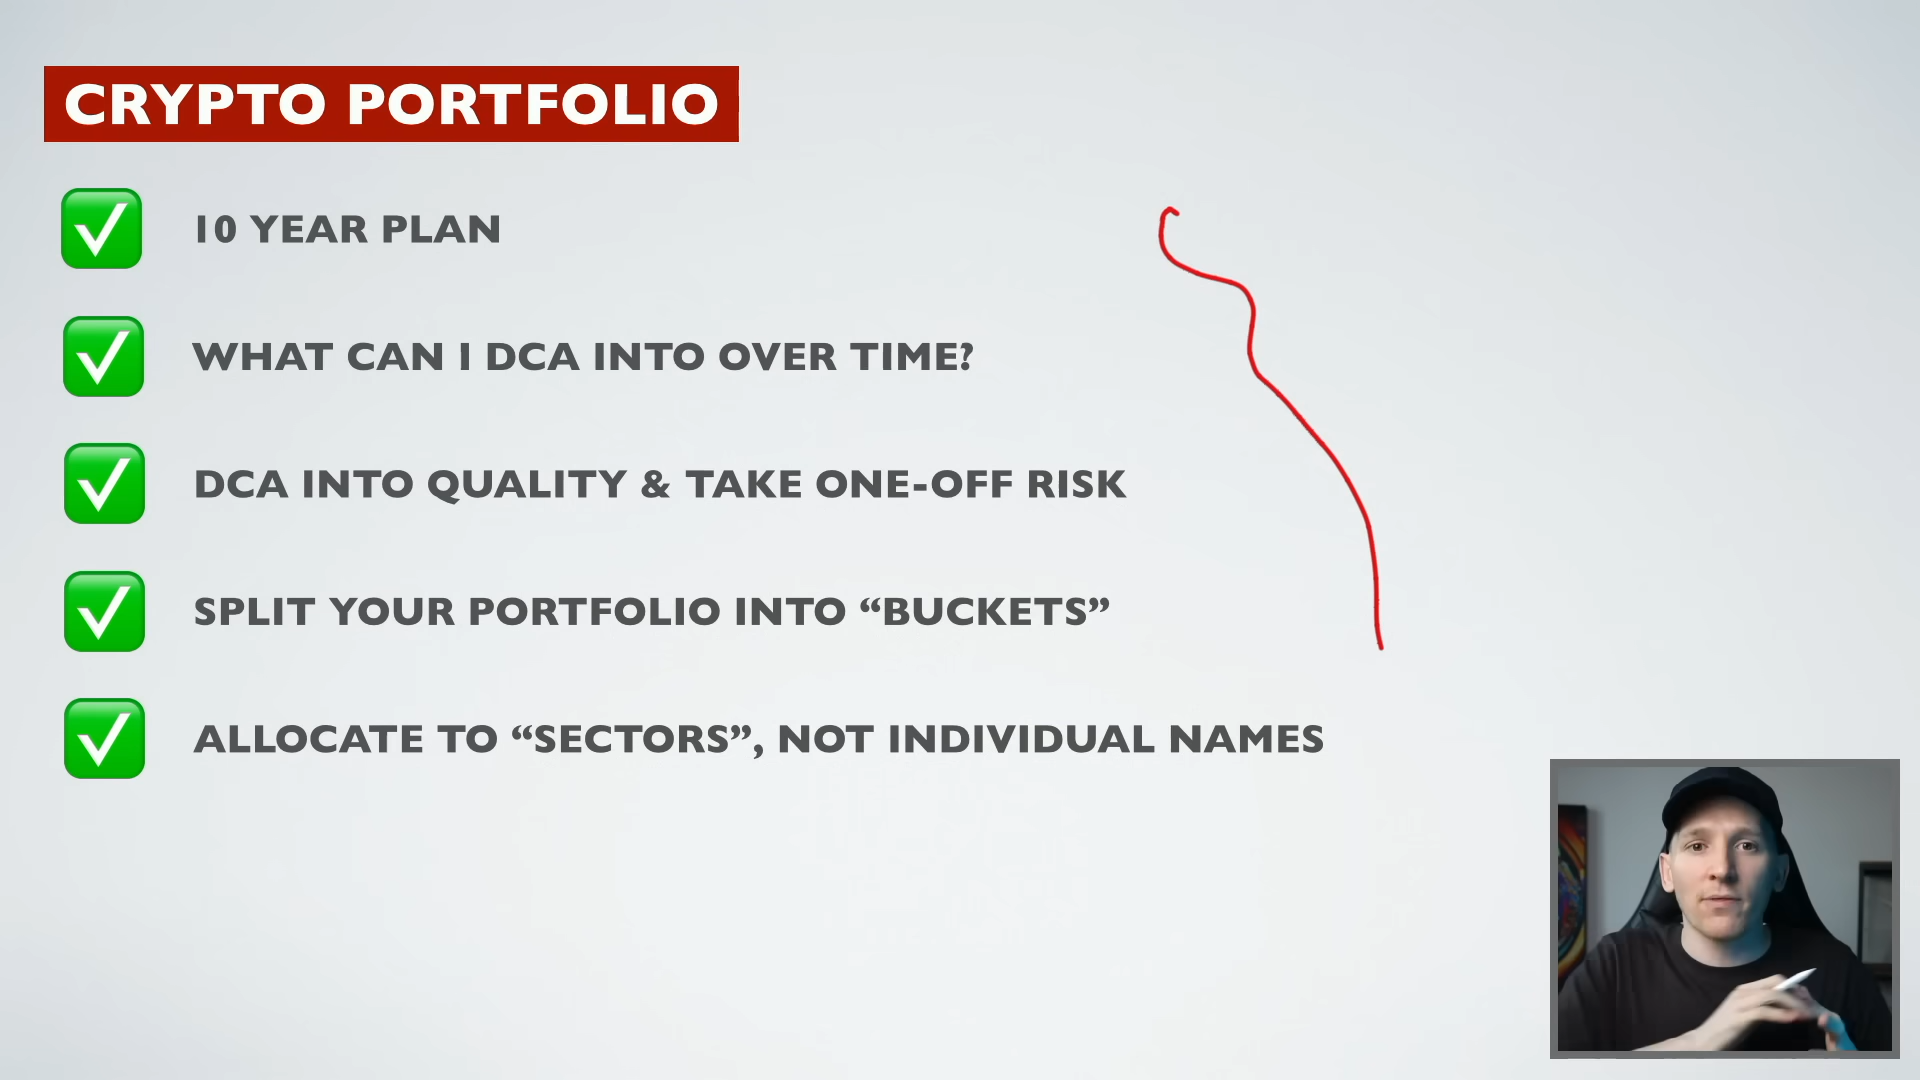 CRYPTO PORTFOLIO
10 YEAR PLAN
WHAT CAN I DCA INTO OVER TIME?
DCA INTO QUALITY & TAKE ONE-OFF RISK
SPLIT YOUR PORTFOLIO INTO “BUCKETS”
ALLOCATE TO “SECTORS”, NOT INDIVIDUAL NAMES